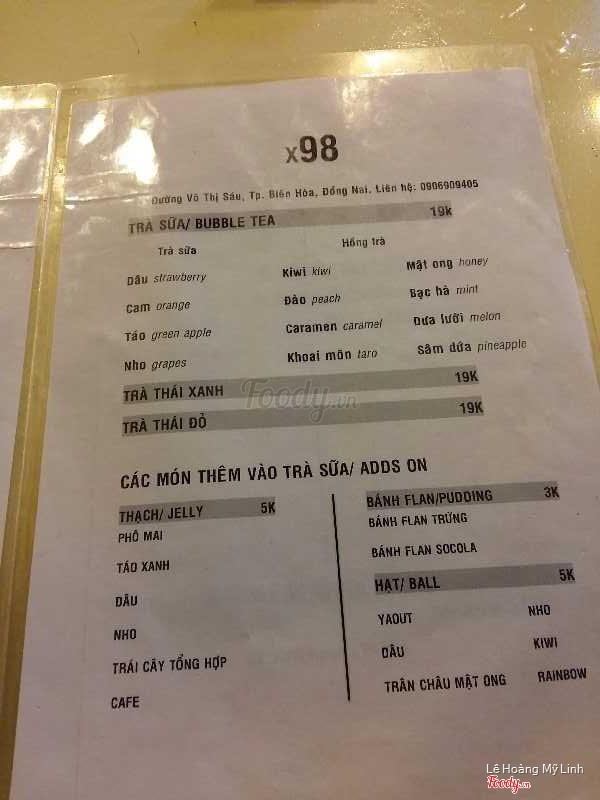 x98
Đường Võ Thị Sáu, Tp. Biên Hòa, Đồng Nai. Liên hệ: 0906909405
TRÀ SỮA/ BUBBLE TEA 19k
Trà sữa Hồng trà
Dâu strawberry Kiwi kiwi Mật ong honey
Cam orange Đào peach Bạc hà mint
Táo green apple Caramen caramel Dưa lưới melon
Nho grapes Khoai môn taro Sâm dứa pineapple
TRÀ THÁI XANH 19K
Foody.vn
TRÀ THÁI ĐỎ 19K
CÁC MÓN THÊM VÀO TRÀ SỮA/ ADDS ON
THẠCH/ JELLY 5K
PHÔ MAI
TÁO XANH
DÂU
NHO
TRÁI CÂY TỔNG HỢP
CAFE
BÁNH FLAN/PUDDING 3K
BÁNH FLAN TRỨNG
BÁNH FLAN SOCOLA
HẠT/ BALL 5K
YAOUT NHO
DÂU KIWI
TRÂN CHÂU MẬT ONG RAINBOW
Lê Hoàng Mỹ Linh
Foody.vn